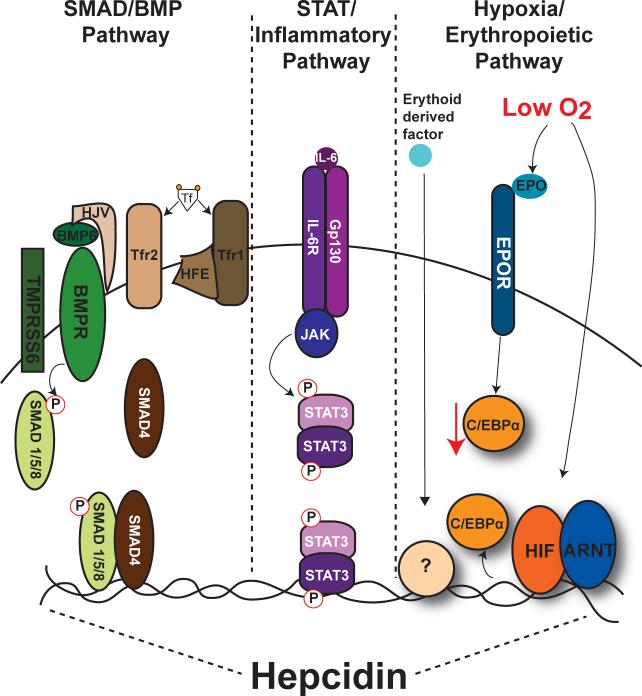 SMAD/BMP
Pathway
STAT/
Inflammatory
Pathway
Hypoxia/
Erythropoietic
Pathway
Erythoid
derived
factor
Low O2
IL-6
EPO
Tf
HJV
BMP6
Tfr2
HFE
Tfr1
IL-6R
Gp130
EPOR
TMPRSS6
BMPR
JAK
P
SMAD 1/5/8
SMAD4
P
STAT3
STAT3
P
C/EBPα
P
SMAD 1/5/8
SMAD4
P
STAT3
STAT3
P
?
C/EBPα
HIF
ARNT
Hepcidin